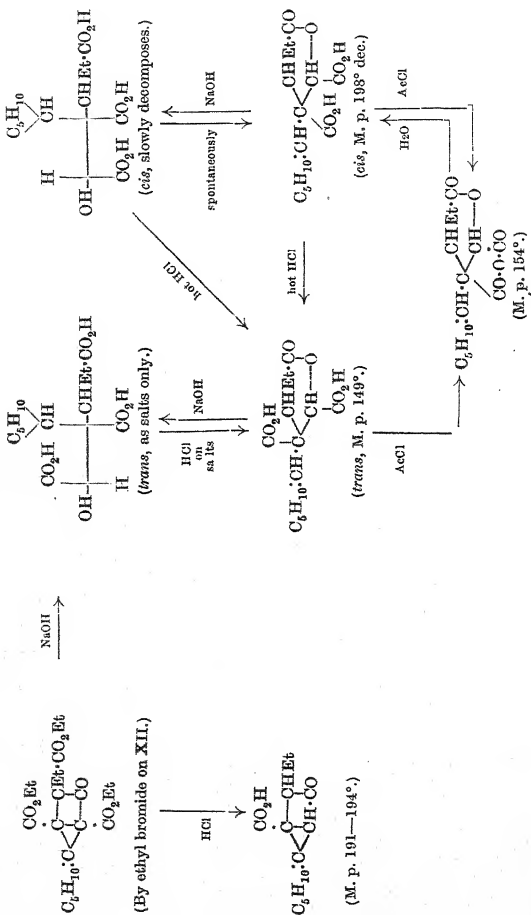 C₅H₁₀
H CH
OH CHEt·CO₂H
CO₂H CO₂H
(cis, slowly decomposes.)
NaOH
spontaneously
C₅H₁₀:CH·C CHEt·CO
CH—O
CO₂H CO₂H
(cis, M. p. 198° dec.)
AcCl
H₂O
hot HCl
hot HCl
C₅H₁₀
CO₂H CH
OH CHEt·CO₂H
H CO₂H
(trans, as salts only.)
NaOH
HCl
on
salts
CO₂H
C₅H₁₀:CH·C CHEt·CO
CH—O
CO₂H
(trans, M. p. 149°.)
AcCl
C₅H₁₀:CH·C CHEt·CO
CH—O
CO·O·CO
(M. p. 154°.)
NaOH
CO₂Et
C₅H₁₀:C C CEt·CO₂Et
C CO
CO₂Et
(By ethyl bromide on XII.)
HCl
CO₂H
C₅H₁₀:C C CHEt
CH·CO
(M. p. 191—194°.)